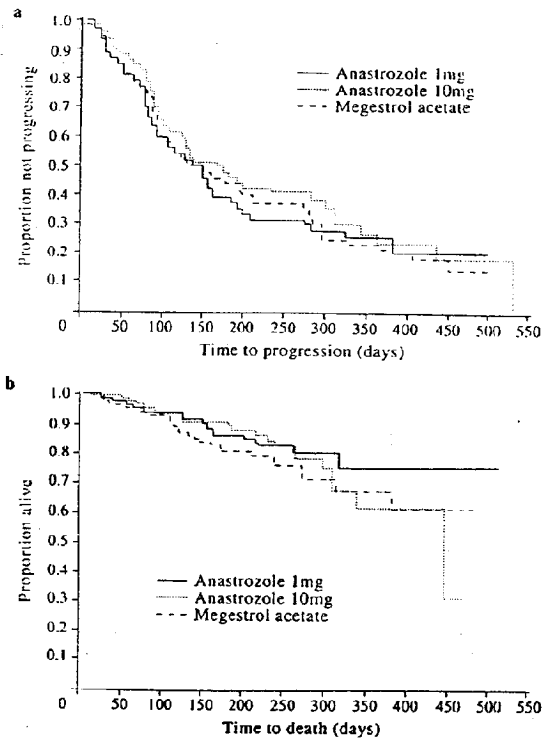 a
1.0
0.9
0.8
0.7
0.6
0.5
0.4
0.3
0.2
0.1
0
Proportion not progressing
Anastrozole 1mg
Anastrozole 10mg
Megestrol acetate
50 100 150 200 250 300 350 400 450 500 550
Time to progression (days)
b
1.0
0.9
0.8
0.7
0.6
0.5
0.4
0.3
0.2
0.1
0
Proportion alive
Anastrozole 1mg
Anastrozole 10mg
Megestrol acetate
50 100 150 200 250 300 350 400 450 500 550
Time to death (days)